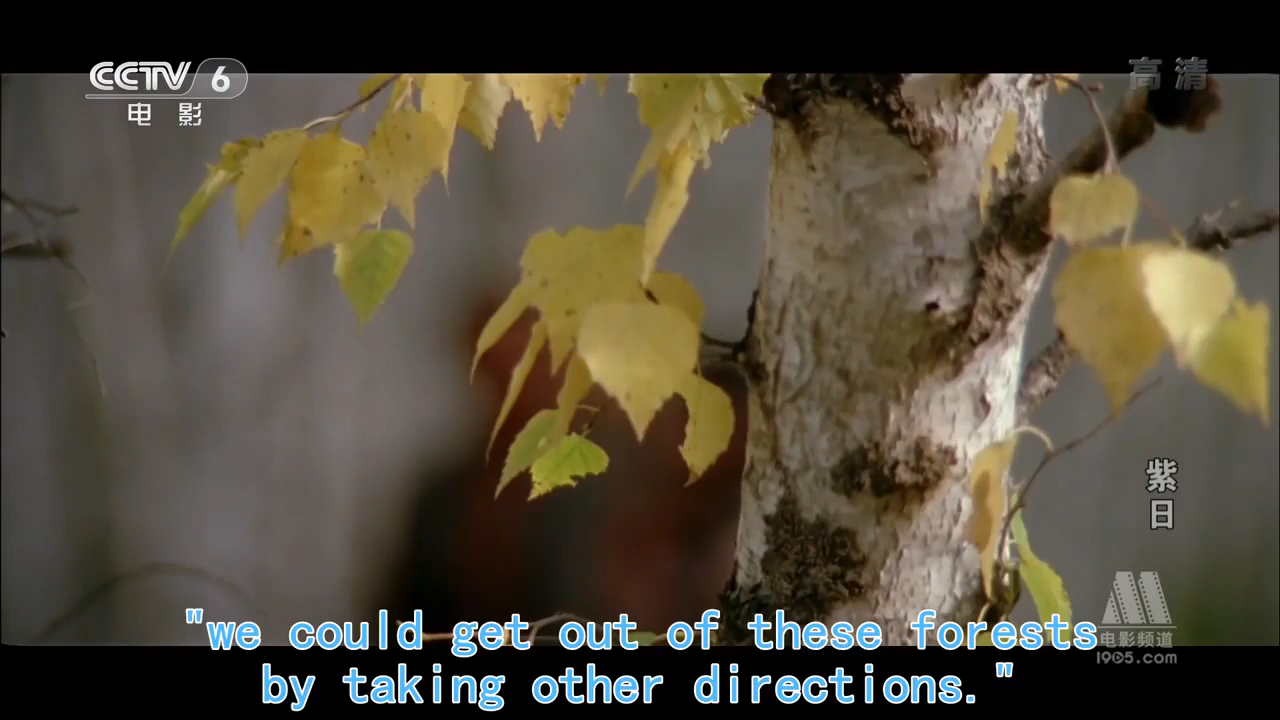 CCTV 6
电影
高清
紫日
"we could get out of these forests
by taking other directions."
电影频道
1905.com